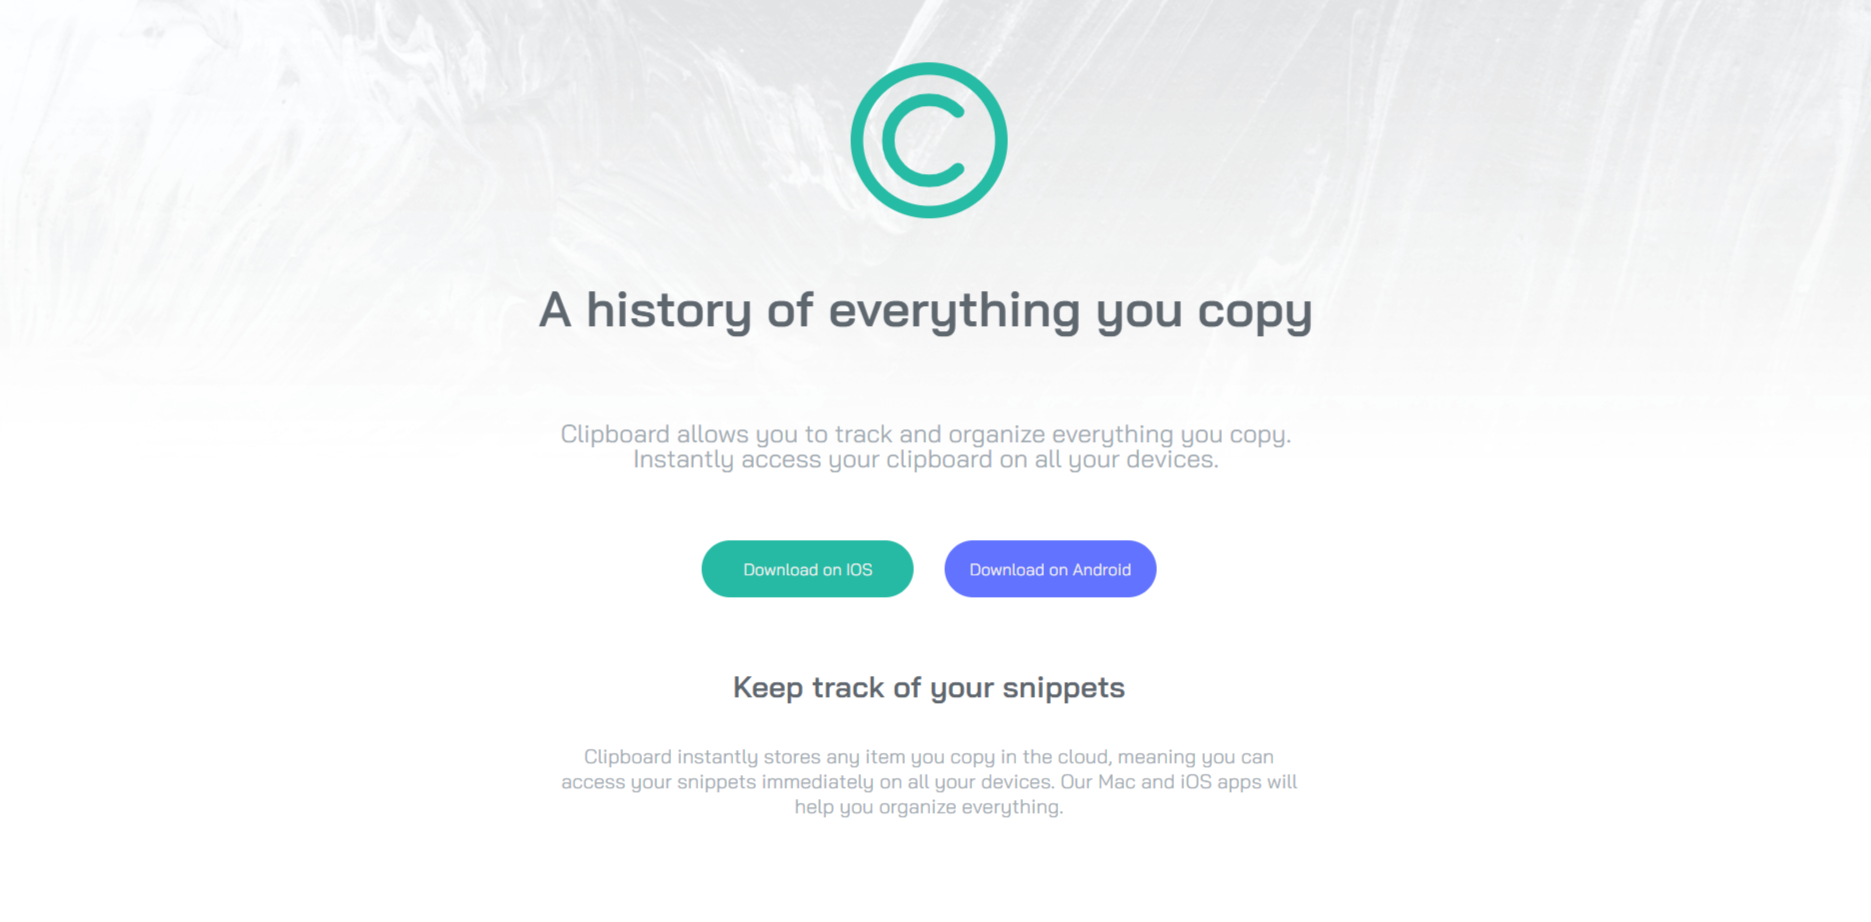 C
A history of everything you copy
Clipboard allows you to track and organize everything you copy.
Instantly access your clipboard on all your devices.
Download on IOS
Download on Android
Keep track of your snippets
Clipboard instantly stores any item you copy in the cloud, meaning you can
access your snippets immediately on all your devices. Our Mac and iOS apps will
help you organize everything.